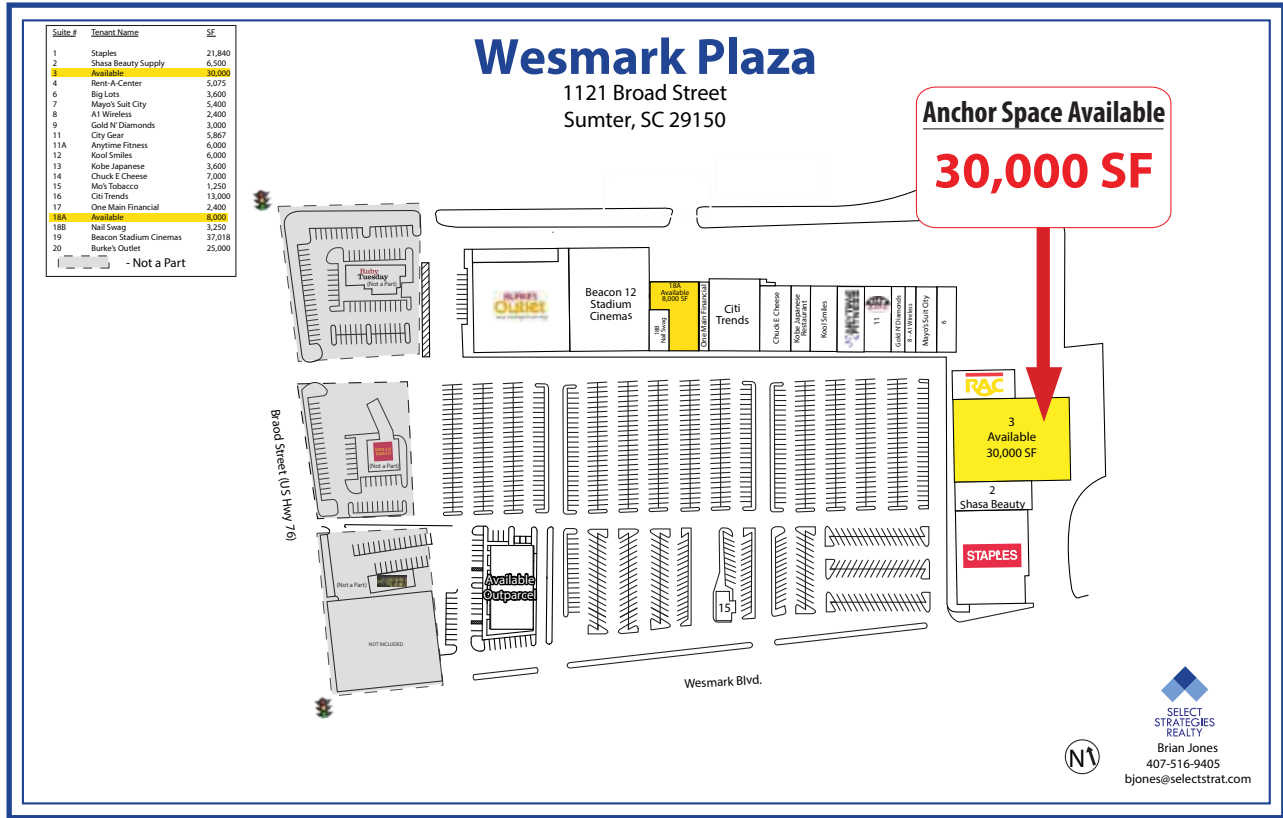 Suite # Tenant Name SF
1 Staples 21,840
2 Shasa Beauty Supply 6,500
3 Available 30,000
4 Rent-A-Center 5,075
6 Big Lots 3,600
7 Mayo's Suit City 5,400
8 A1 Wireless 2,400
9 Gold N' Diamonds 3,000
11 City Gear 5,867
11A Anytime Fitness 6,000
12 Kool Smiles 6,000
13 Kobe Japanese 3,600
14 Chuck E Cheese 7,000
15 Mo's Tobacco 1,250
16 Citi Trends 13,000
17 One Main Financial 2,400
18A Available 8,000
18B Nail Swag 3,250
19 Beacon Stadium Cinemas 37,018
20 Burke's Outlet 25,000
- Not a Part
Wesmark Plaza
1121 Broad Street
Sumter, SC 29150
Anchor Space Available
30,000 SF
Ruby
Tuesday
(Not a Part)
Outlet
Beacon 12
Stadium
Cinemas
18A
Available
8,000 SF
18B
Nail Swag
One Main Financial
Citi
Trends
Chuck E Cheese
Kobe Japanese
Restaurant
Kool Smiles
11
Gold N' Diamonds
8 - A1 Wireless
Mayo's Suit City
6
RAC
3
Available
30,000 SF
2
Shasa Beauty
STAPLES
(Not a Part)
Braod Street (US Hwy 76)
(Not a Part)
Available
Outparcel
15
NOT INCLUDED
Wesmark Blvd.
N
SELECT
STRATEGIES
REALTY
Brian Jones
407-516-9405
bjones@selectstrat.com